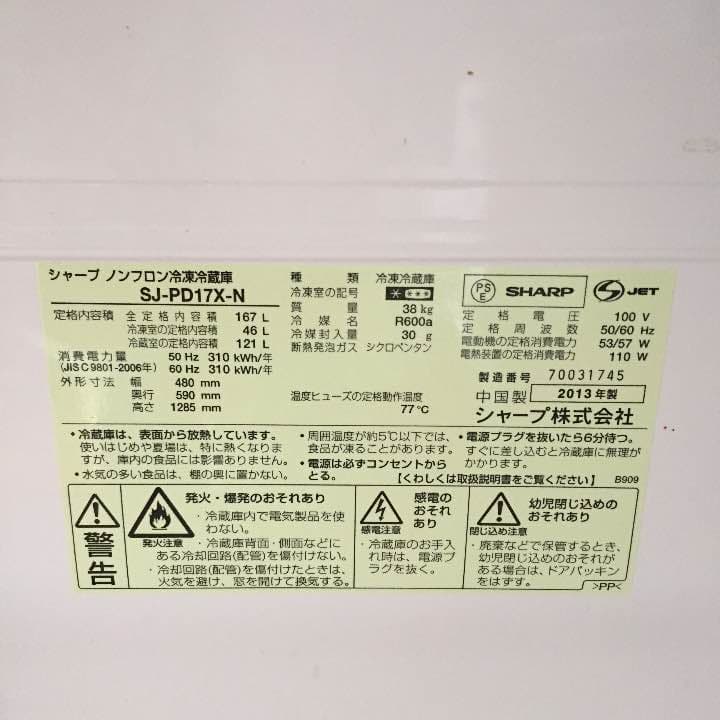 シャープ ノンフロン冷凍冷蔵庫
SJ-PD17X-N
定格内容積 全定格内容積 167 L
冷凍室の定格内容積 46 L
冷蔵室の定格内容積 121 L
消費電力量 50 Hz 310 kWh/年
(JIS C 9801-2006年) 60 Hz 310 kWh/年
外形寸法 幅 480 mm
奥行 590 mm
高さ 1285 mm
種類 冷凍冷蔵庫
冷凍室の記号 ****
質量 38 kg
冷媒名 R600a
冷媒封入量 30 g
断熱発泡ガス シクロペンタン
温度ヒューズの定格動作温度
77℃
PS
E
SHARP
JET
定格電圧 100 V
定格周波数 50/60 Hz
電動機の定格消費電力 53/57 W
電熱装置の定格消費電力 110 W
製造番号 70031745
中国製 2013年製
シャープ株式会社
・冷蔵庫は、表面から放熱しています。
使いはじめや夏場は、特に熱くなりま
すが、庫内の食品には影響ありません。
・水気の多い食品は、棚の奥に置かない。
・周囲温度が約5℃以下では、
食品が凍ることがあります。
・電源は必ずコンセントから
とる。
・電源プラグを抜いたら6分待つ。
すぐに差し込むと冷蔵庫に無理が
かかります。
【くわしくは取扱説明書をご覧ください】 B909
警告
発火・爆発のおそれあり
発火注意
・冷蔵庫内で電気製品を使
わない。
・冷蔵庫背面・側面などに
ある冷却回路(配管)を傷付けない。
・冷却回路(配管)を傷付けたときは、
火気を避け、窓を開けて換気する。
感電の
おそれ
あり
感電注意
・冷蔵庫のお手入
れ時は、電源プ
ラグを抜く。
幼児閉じ込めの
おそれあり
閉じ込め注意
・廃棄などで保管するとき、
幼児閉じ込めのおそれが
ある場合は、ドアパッキン
をはずす。
>PP<